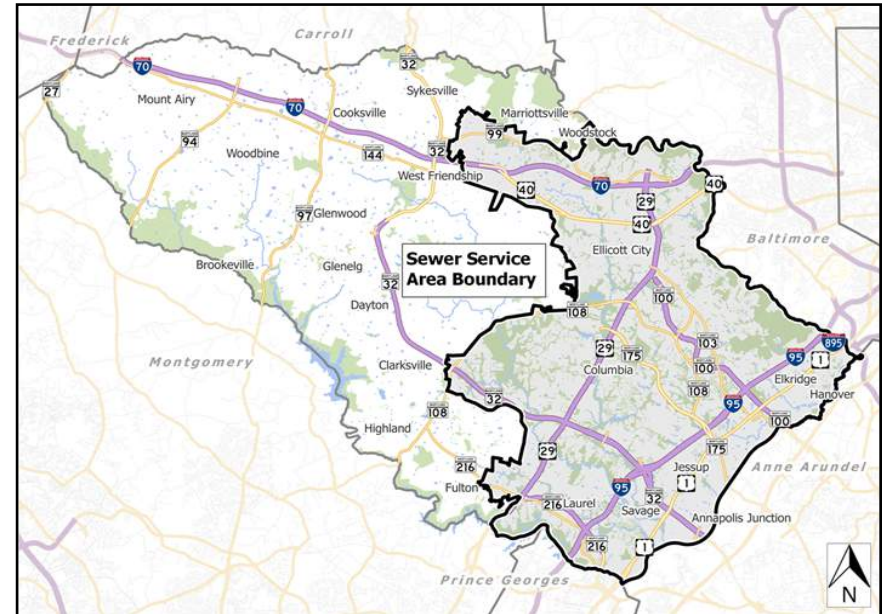 Frederick
Carroll
32
70
27
Mount Airy
70
Sykesville
Cooksville
Marriottsville
99
Woodstock
94
Woodbine
144
32
West Friendship
40
70
40
29
97
Glenwood
40
Ellicott City
Baltimore
Sewer Service
Area Boundary
Brookeville
Glenelg
32
Dayton
100
108
103
895
Montgomery
29
175
95
1
Clarksville
Columbia
100
Elkridge
108
Hanover
32
95
108
100
Highland
29
175
Anne Arundel
216
Jessup
Fulton
95
1
32
216
Laurel
Savage
Annapolis Junction
216
1
Prince Georges
N